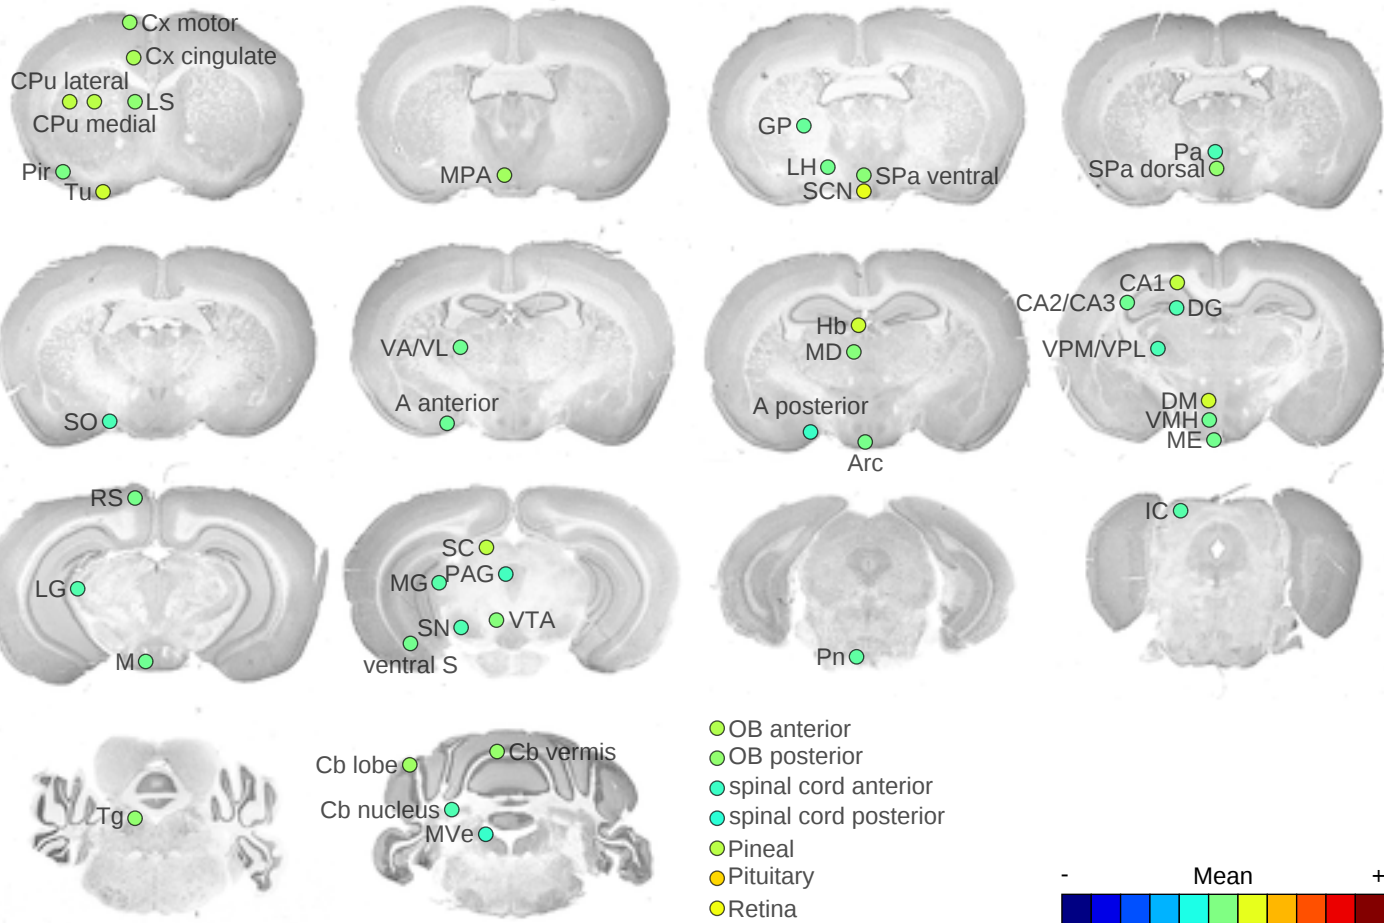 Cx motor
Cx cingulate
CPu lateral
LS
CPu medial
Pir
Tu
MPA
GP
LH
SPa ventral
SCN
Pa
SPa dorsal
SO
VA/VL
A anterior
Hb
MD
A posterior
Arc
CA1
CA2/CA3
DG
VPM/VPL
DM
VMH
ME
RS
LG
M
SC
MG
PAG
SN
VTA
ventral S
Pn
IC
Tg
Cb lobe
Cb vermis
Cb nucleus
MVe
OB anterior
OB posterior
spinal cord anterior
spinal cord posterior
Pineal
Pituitary
Retina
- Mean +